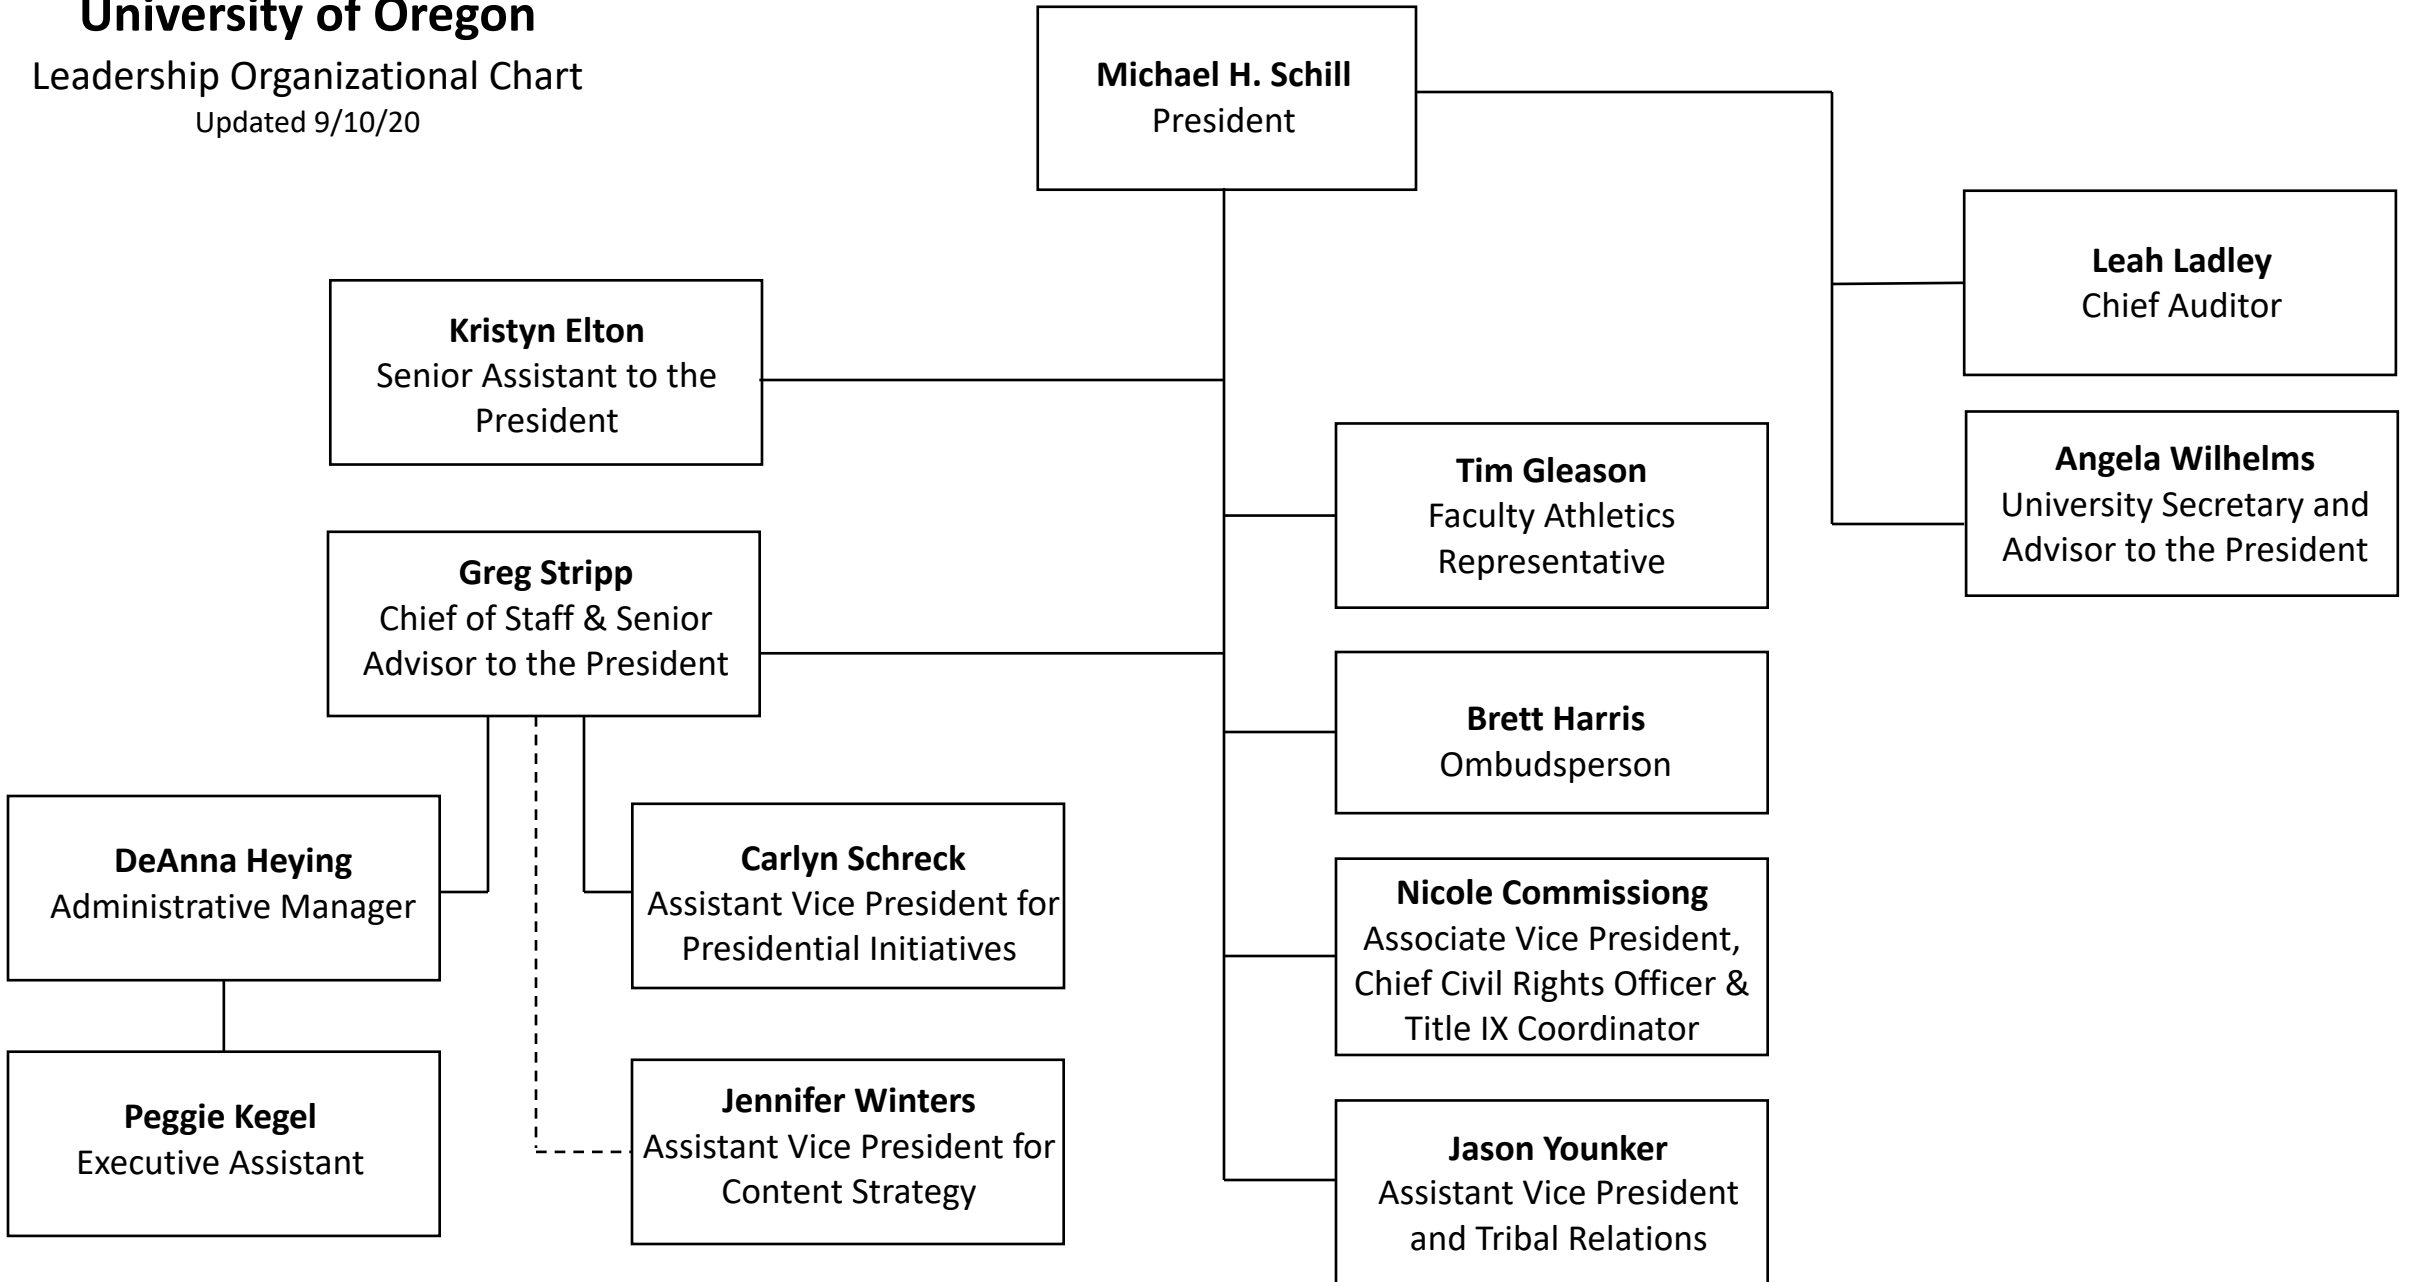 University of Oregon
Leadership Organizational Chart
Updated 9/10/20
Michael H. Schill
President
Leah Ladley
Chief Auditor
Kristyn Elton
Senior Assistant to the
President
Angela Wilhelms
University Secretary and
Advisor to the President
Tim Gleason
Faculty Athletics
Representative
Greg Stripp
Chief of Staff & Senior
Advisor to the President
Brett Harris
Ombudsperson
DeAnna Heying
Administrative Manager
Carlyn Schreck
Assistant Vice President for
Presidential Initiatives
Nicole Commissiong
Associate Vice President,
Chief Civil Rights Officer &
Title IX Coordinator
Peggie Kegel
Executive Assistant
Jennifer Winters
Assistant Vice President for
Content Strategy
Jason Younker
Assistant Vice President
and Tribal Relations